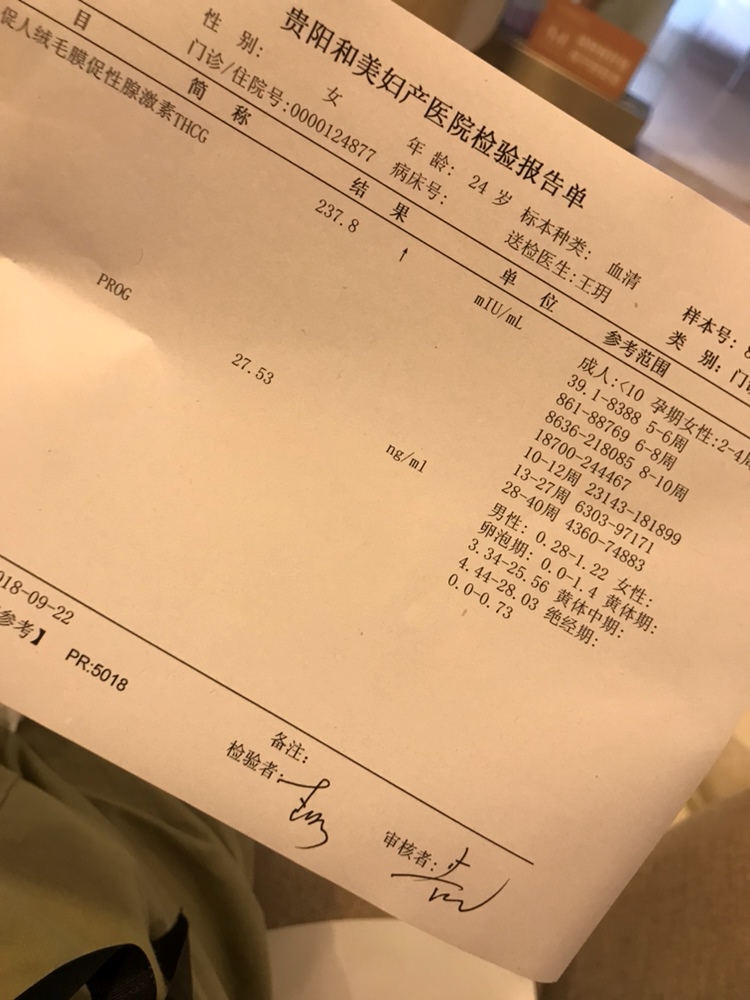 贵阳和美妇产医院检验报告单
性 别: 女 年 龄: 24 岁 标本种类: 血清 样本号: 8
门诊/住院号:0000124877 病床号: 送检医生:王玥 类 别: 门诊
目 简 称 结 果 单 位 参考范围
促人绒毛膜促性腺激素THCG 237.8 ↑ mIU/mL 成人:<10 孕期女性:2-4周
39.1-8388 5-6周
861-88769 6-8周
8636-218085 8-10周
18700-244467
10-12周 23143-181899
13-27周 6303-97171
28-40周 4360-74883
PROG 27.53 ng/ml 男性: 0.28-1.22 女性:
卵泡期: 0.0-1.4 黄体期:
3.34-25.56 黄体中期:
4.44-28.03 绝经期:
0.0-0.73
018-09-22
参考】 PR:5018
备注:
检验者:
审核者: